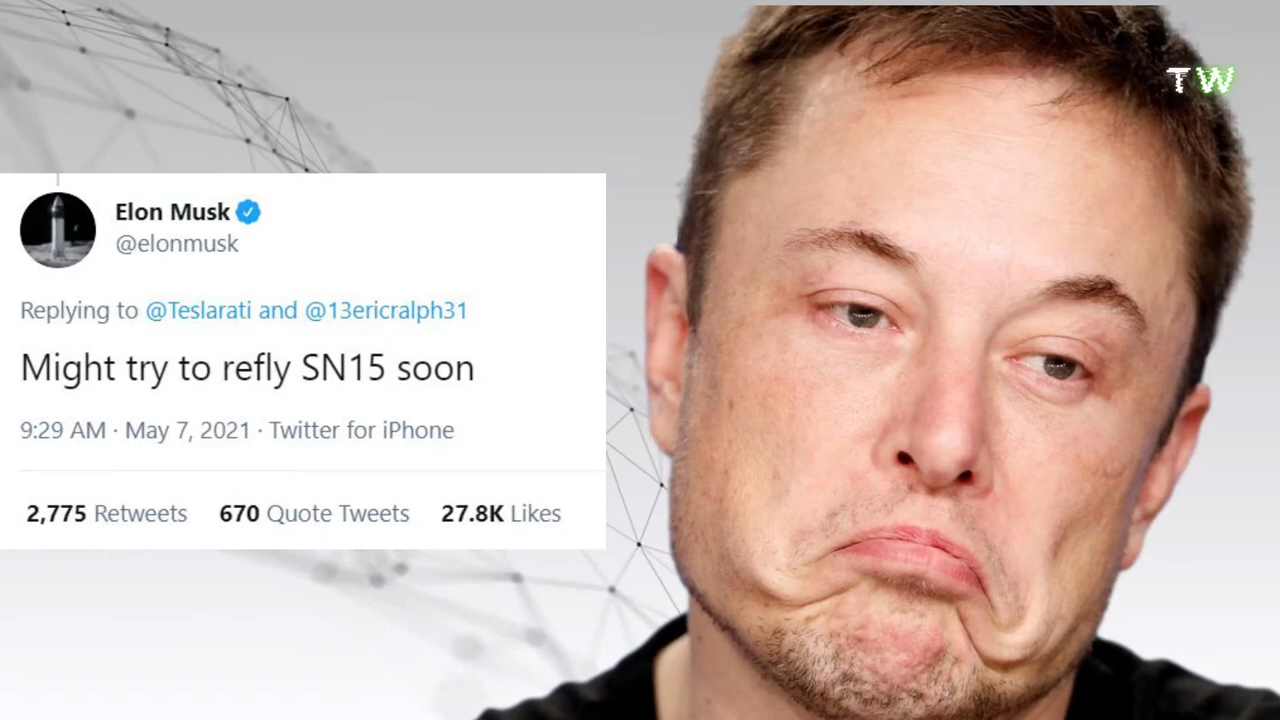 TW
Elon Musk
@elonmusk
Replying to @Teslarati and @13ericralph31
Might try to refly SN15 soon
9:29 AM · May 7, 2021 · Twitter for iPhone
2,775 Retweets 670 Quote Tweets 27.8K Likes